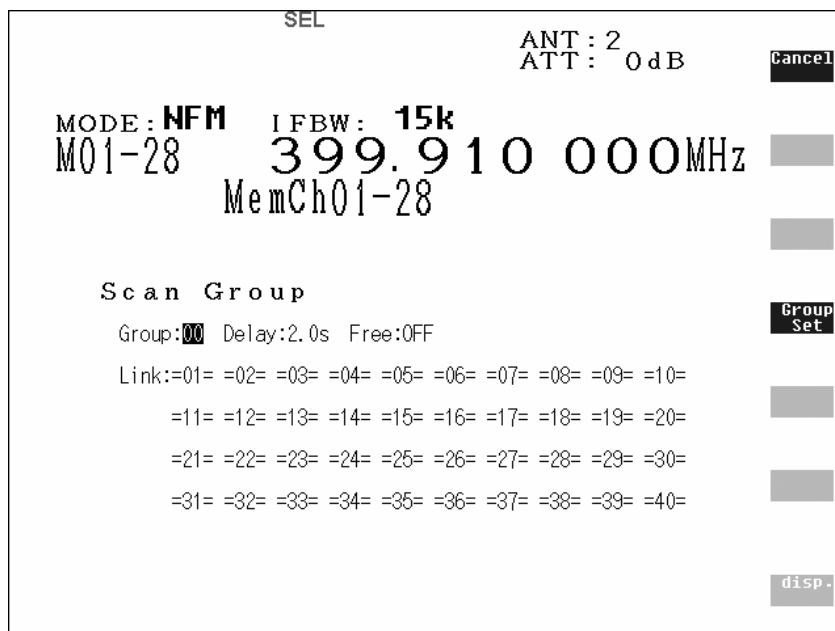 SEL
ANT:2
ATT: 0dB
Cancel
MODE:NFM IFBW: 15k
M01-28 399.910 000MHz
MemCh01-28
Scan Group
Group:00 Delay:2.0s Free:OFF
Group
Set
Link:=01= =02= =03= =04= =05= =06= =07= =08= =09= =10=
=11= =12= =13= =14= =15= =16= =17= =18= =19= =20=
=21= =22= =23= =24= =25= =26= =27= =28= =29= =30=
=31= =32= =33= =34= =35= =36= =37= =38= =39= =40=
disp.